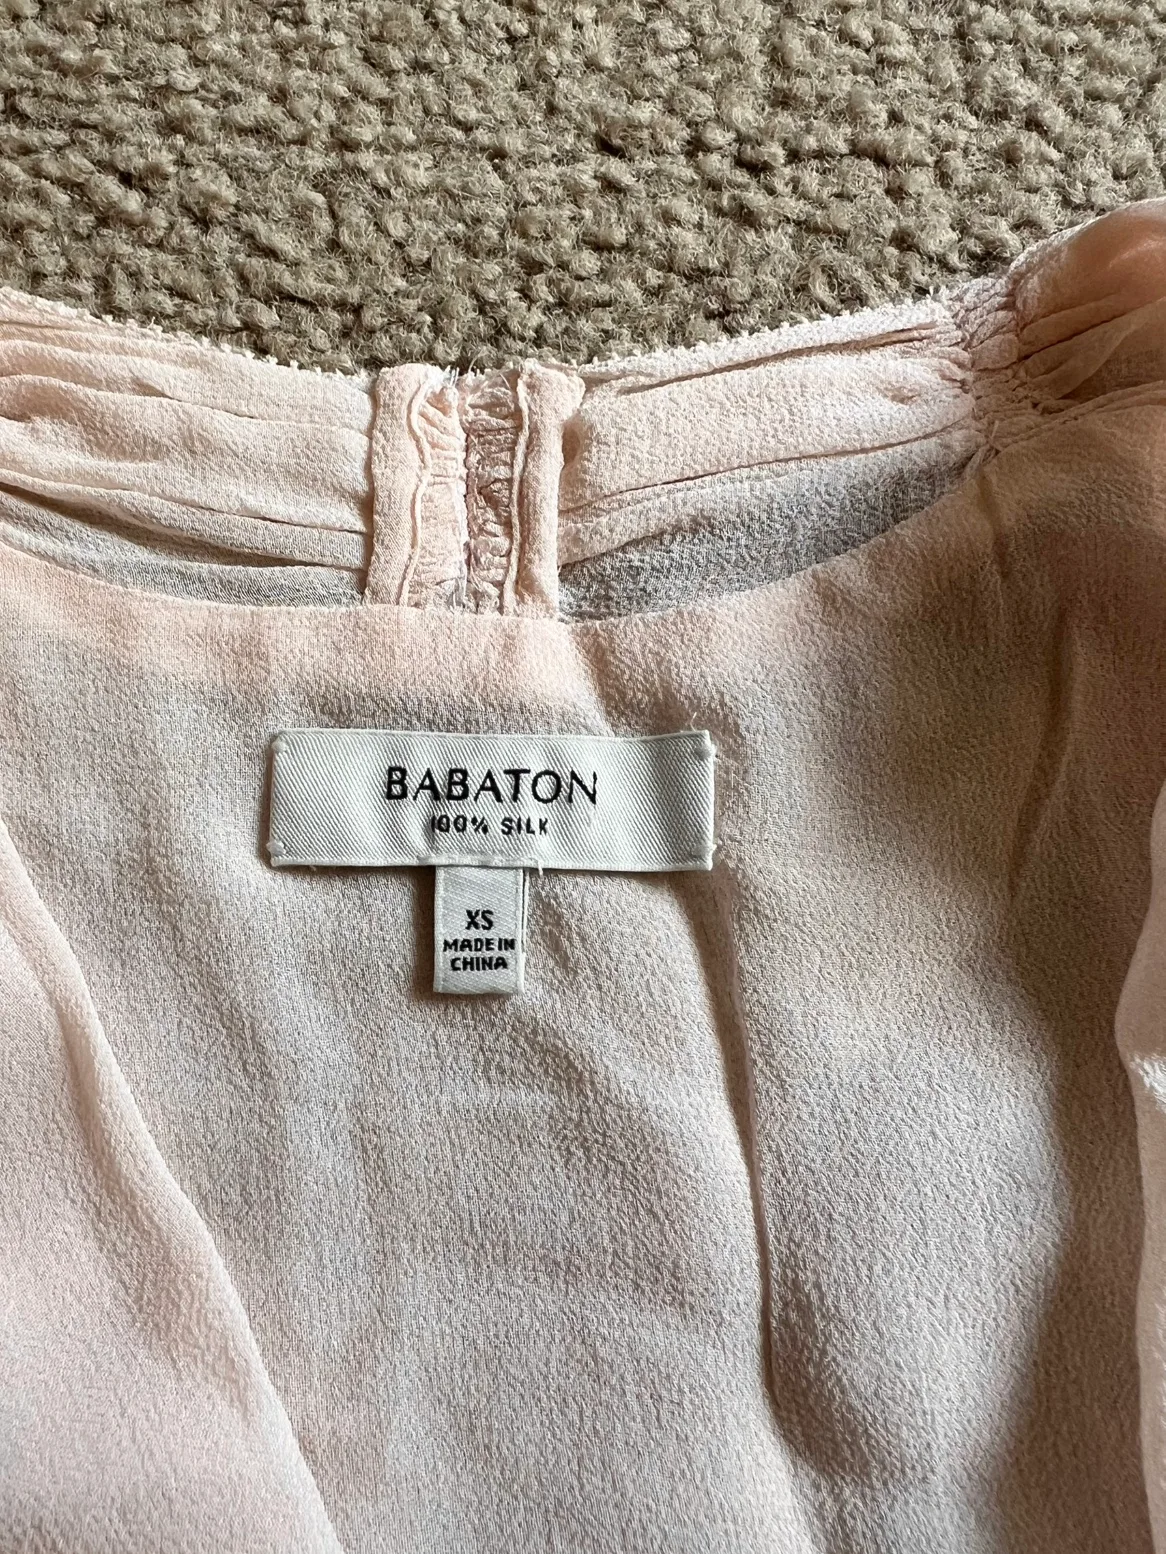 BABATON
100% SILK
XS
MADE IN
CHINA